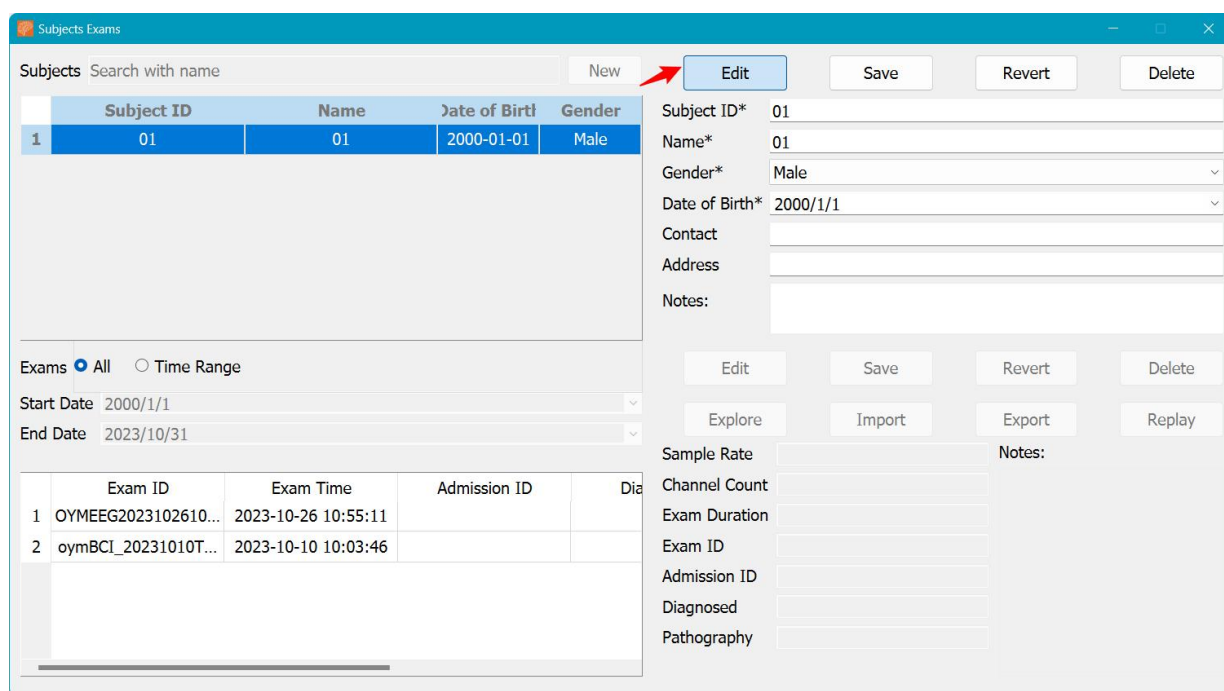 Subjects Exams
Subjects Search with name New
Subject ID Name Date of Birth Gender
1 01 01 2000-01-01 Male
Exams All Time Range
Start Date 2000/1/1
End Date 2023/10/31
Exam ID Exam Time Admission ID Dia
1 OYMEEG2023102610... 2023-10-26 10:55:11
2 oymBCI_20231010T... 2023-10-10 10:03:46
Edit Save Revert Delete
Subject ID* 01
Name* 01
Gender* Male
Date of Birth* 2000/1/1
Contact
Address
Notes:
Edit Save Revert Delete
Explore Import Export Replay
Sample Rate
Channel Count
Exam Duration
Exam ID
Admission ID
Diagnosed
Pathography
Notes: